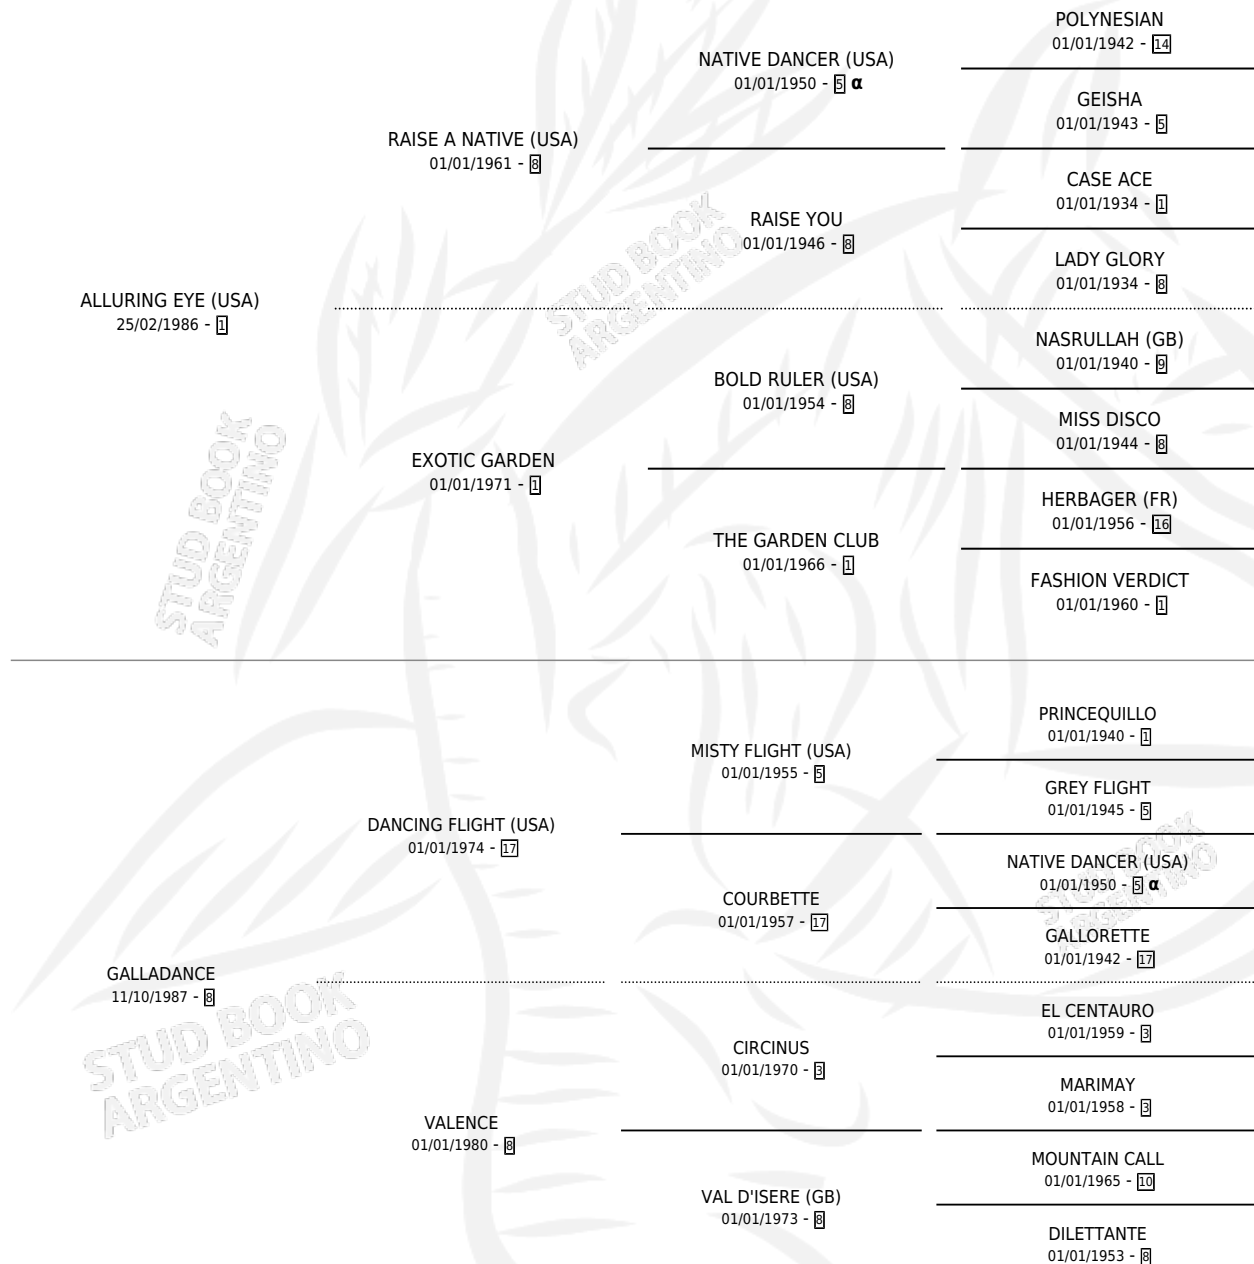 POLYNESIAN
01/01/1942 - 14
NATIVE DANCER (USA)
01/01/1950 - 5 α
GEISHA
01/01/1943 - 5
RAISE A NATIVE (USA)
01/01/1961 - 8
CASE ACE
01/01/1934 - 1
RAISE YOU
01/01/1946 - 8
LADY GLORY
01/01/1934 - 8
ALLURING EYE (USA)
25/02/1986 - 1
NASRULLAH (GB)
01/01/1940 - 9
BOLD RULER (USA)
01/01/1954 - 8
MISS DISCO
01/01/1944 - 8
EXOTIC GARDEN
01/01/1971 - 1
HERBAGER (FR)
01/01/1956 - 16
THE GARDEN CLUB
01/01/1966 - 1
FASHION VERDICT
01/01/1960 - 1
PRINCEQUILLO
01/01/1940 - 1
MISTY FLIGHT (USA)
01/01/1955 - 5
GREY FLIGHT
01/01/1945 - 5
DANCING FLIGHT (USA)
01/01/1974 - 17
NATIVE DANCER (USA)
01/01/1950 - 5 α
COURBETTE
01/01/1957 - 17
GALLORETTE
01/01/1942 - 17
GALLADANCE
11/10/1987 - 8
EL CENTAURO
01/01/1959 - 3
CIRCINUS
01/01/1970 - 3
MARIMAY
01/01/1958 - 3
VALENCE
01/01/1980 - 8
MOUNTAIN CALL
01/01/1965 - 10
VAL D'ISERE (GB)
01/01/1973 - 8
DILETTANTE
01/01/1953 - 8
STUD BOOK
ARGENTINO
STUD BOOK
ARGENTINO
STUD BOOK
ARGENTINO
STUD BOOK
ARGENTINO